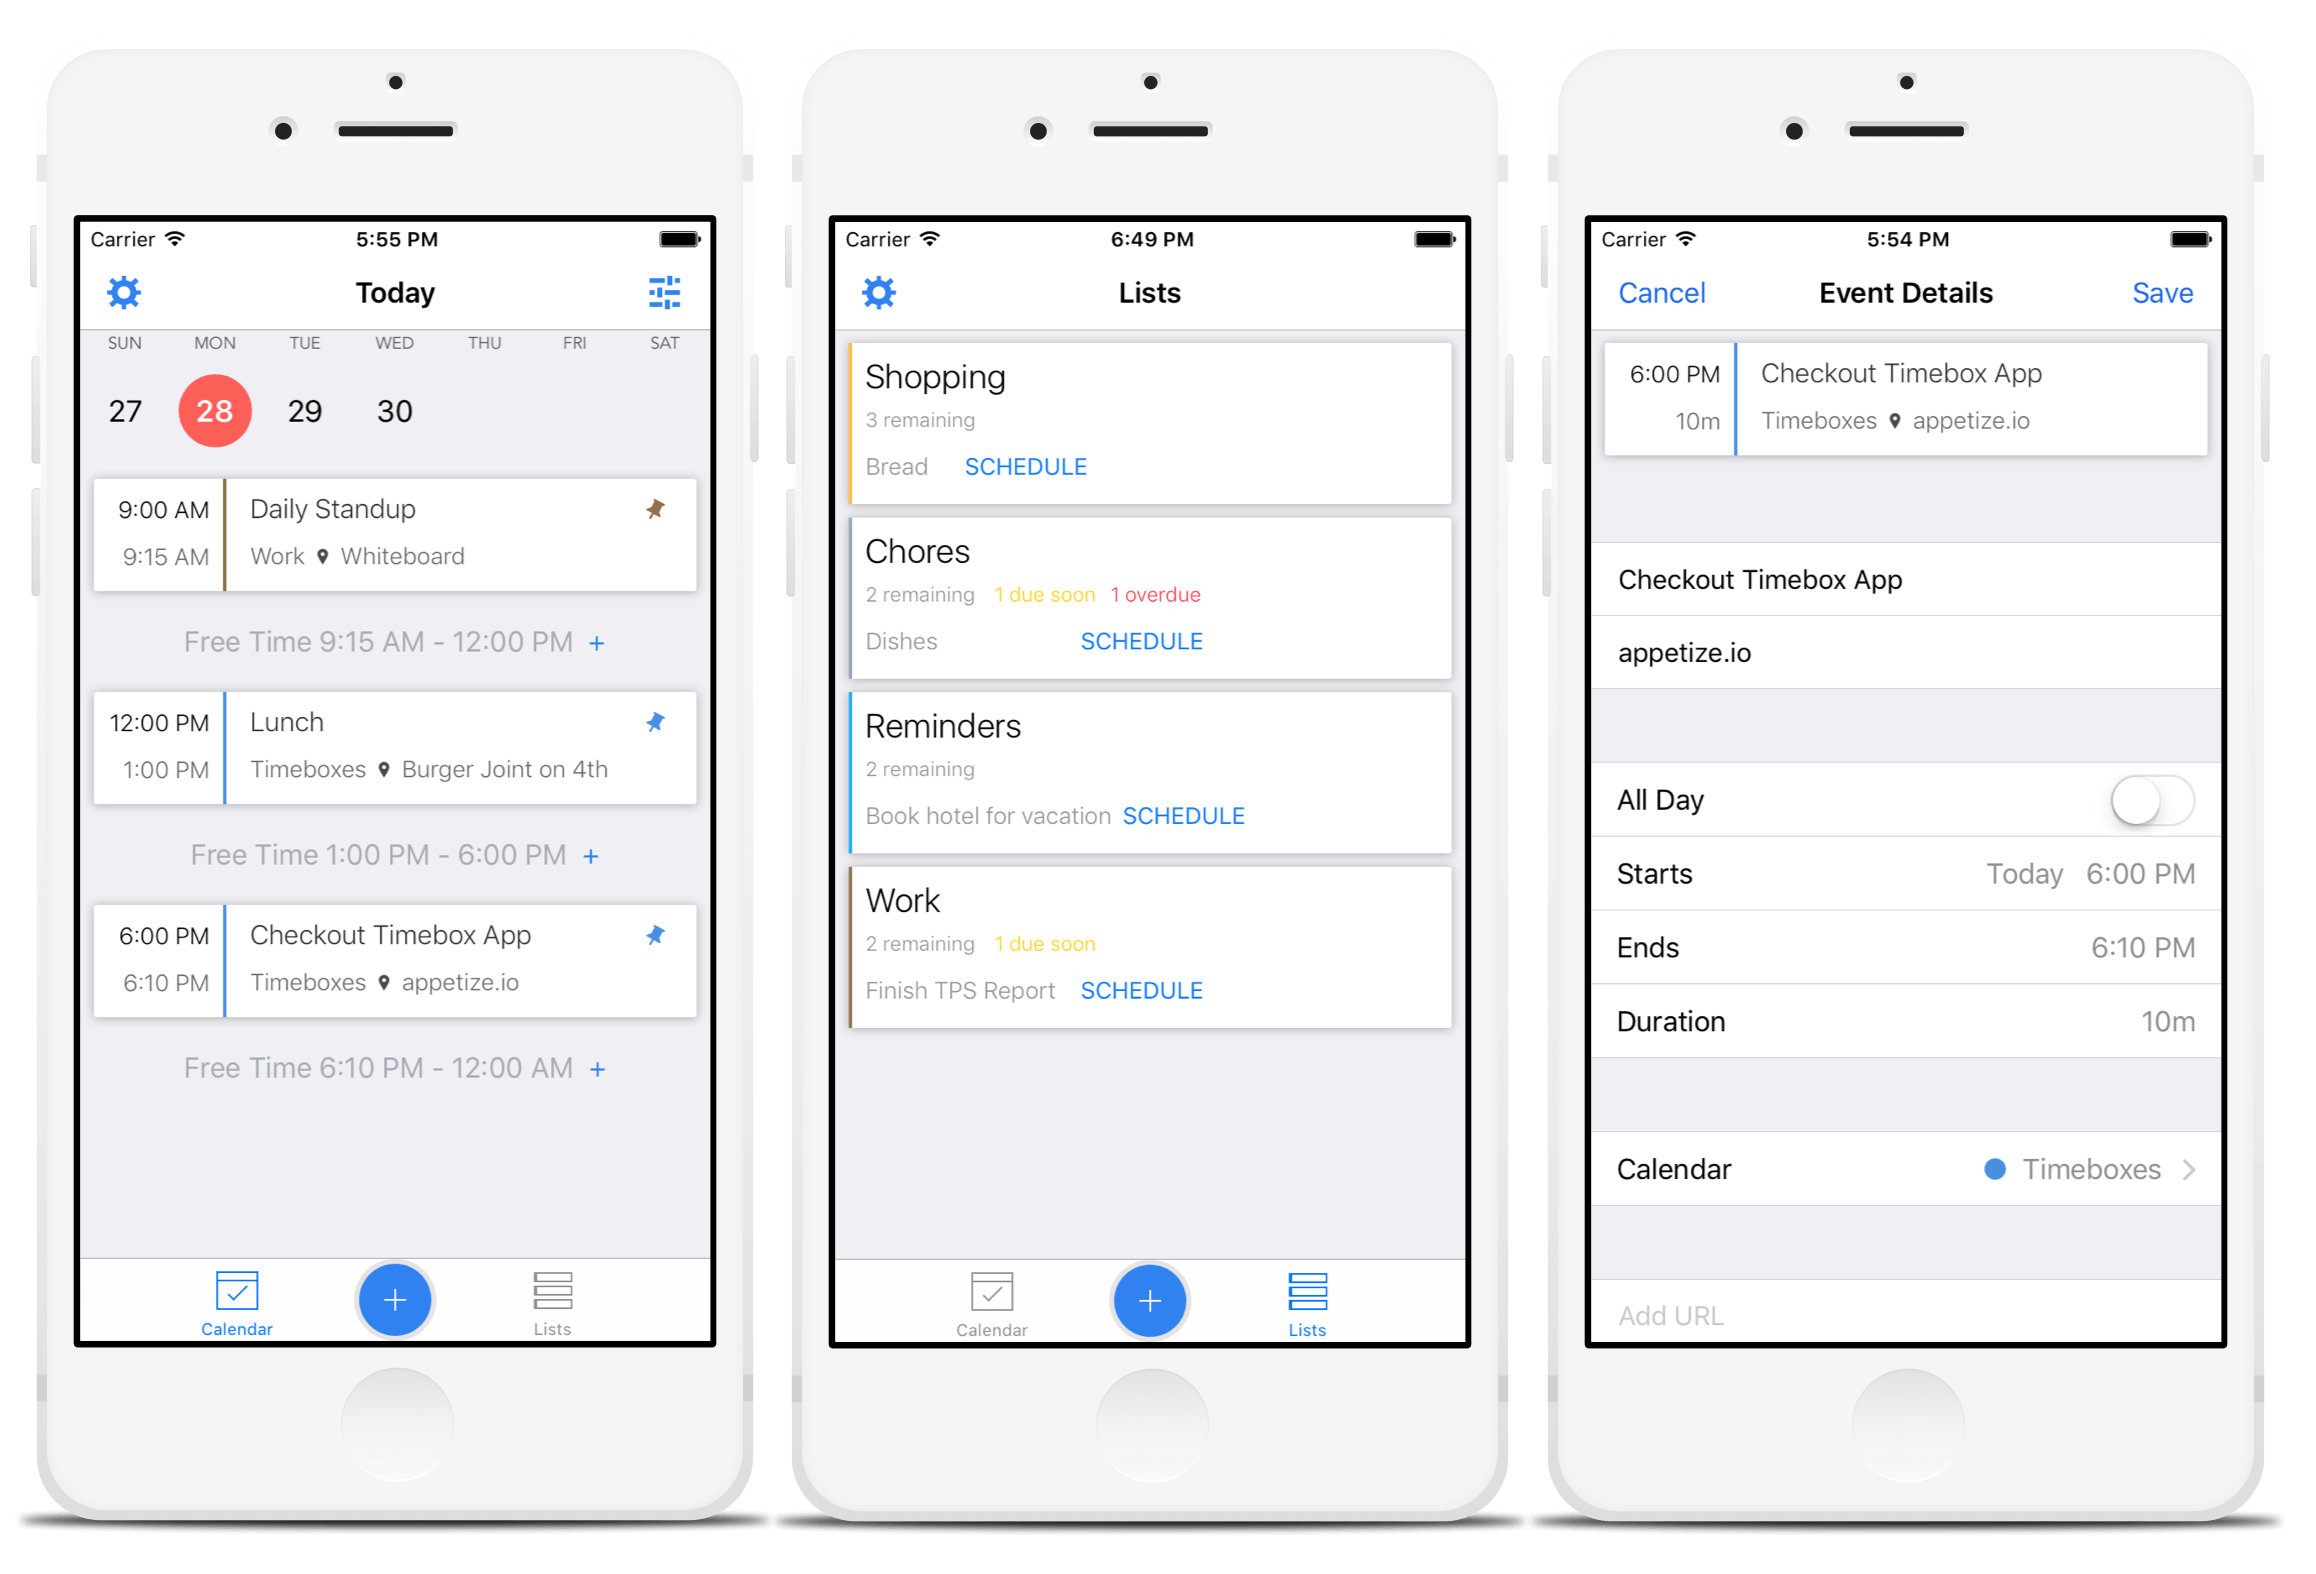 Carrier 5:55 PM
Today
SUN MON TUE WED THU FRI SAT
27 28 29 30
9:00 AM Daily Standup
9:15 AM Work Whiteboard
Free Time 9:15 AM - 12:00 PM +
12:00 PM Lunch
1:00 PM Timeboxes Burger Joint on 4th
Free Time 1:00 PM - 6:00 PM +
6:00 PM Checkout Timebox App
6:10 PM Timeboxes appetize.io
Free Time 6:10 PM - 12:00 AM +
Calendar + Lists
Carrier 6:49 PM
Lists
Shopping
3 remaining
Bread SCHEDULE
Chores
2 remaining 1 due soon 1 overdue
Dishes SCHEDULE
Reminders
2 remaining
Book hotel for vacation SCHEDULE
Work
2 remaining 1 due soon
Finish TPS Report SCHEDULE
Calendar + Lists
Carrier 5:54 PM
Cancel Event Details Save
6:00 PM Checkout Timebox App
10m Timeboxes appetize.io
Checkout Timebox App
appetize.io
All Day
Starts Today 6:00 PM
Ends 6:10 PM
Duration 10m
Calendar Timeboxes
Add URL